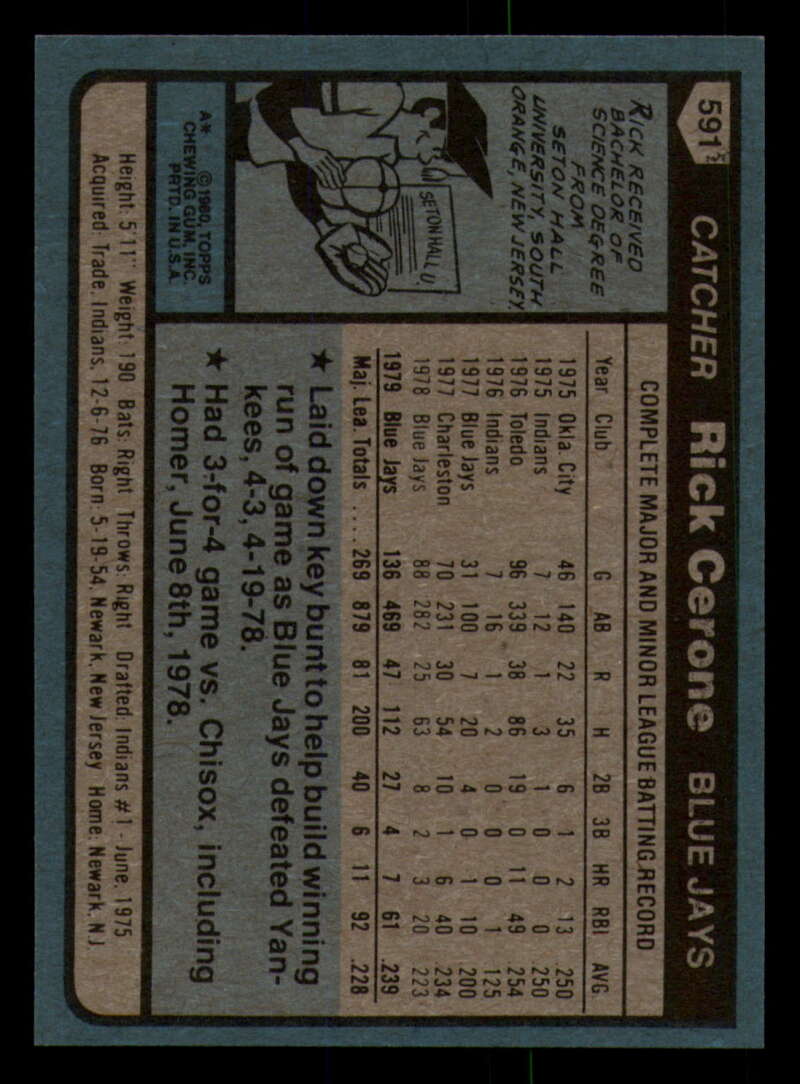 591
CATCHER Rick Cerone BLUE JAYS
RICK RECEIVED
BACHELOR OF
SCIENCE DEGREE
FROM
SETON HALL
UNIVERSITY, SOUTH
ORANGE, NEW JERSEY.
SETON HALL U.
A* ©1980, TOPPS
CHEWING GUM, INC.
PRTD. IN U.S.A.
COMPLETE MAJOR AND MINOR LEAGUE BATTING RECORD
Year Club G AB R H 2B 3B HR RBI AVG.
1975 Okla. City 46 140 22 35 6 1 2 13 .250
1975 Indians 7 12 1 3 1 0 0 0 .250
1976 Toledo 96 339 38 86 19 0 11 49 .254
1976 Indians 7 16 1 2 0 0 0 1 .125
1977 Blue Jays 31 100 7 20 4 0 1 10 .200
1977 Charleston 70 231 30 54 10 1 6 40 .234
1978 Blue Jays 88 282 25 63 8 2 3 20 .223
1979 Blue Jays 136 469 47 112 27 4 7 61 .239
Maj. Lea. Totals .... 269 879 81 200 40 6 11 92 .228
★ Laid down key bunt to help build winning
run of game as Blue Jays defeated Yan-
kees, 4-3, 4-19-78.
★ Had 3-for-4 game vs. Chisox, including
Homer, June 8th, 1978.
Height: 5'11" Weight: 190 Bats: Right Throws: Right Drafted: Indians #1 - June, 1975
Acquired: Trade, Indians, 12-6-76 Born: 5-19-54, Newark, New Jersey Home: Newark, N.J.